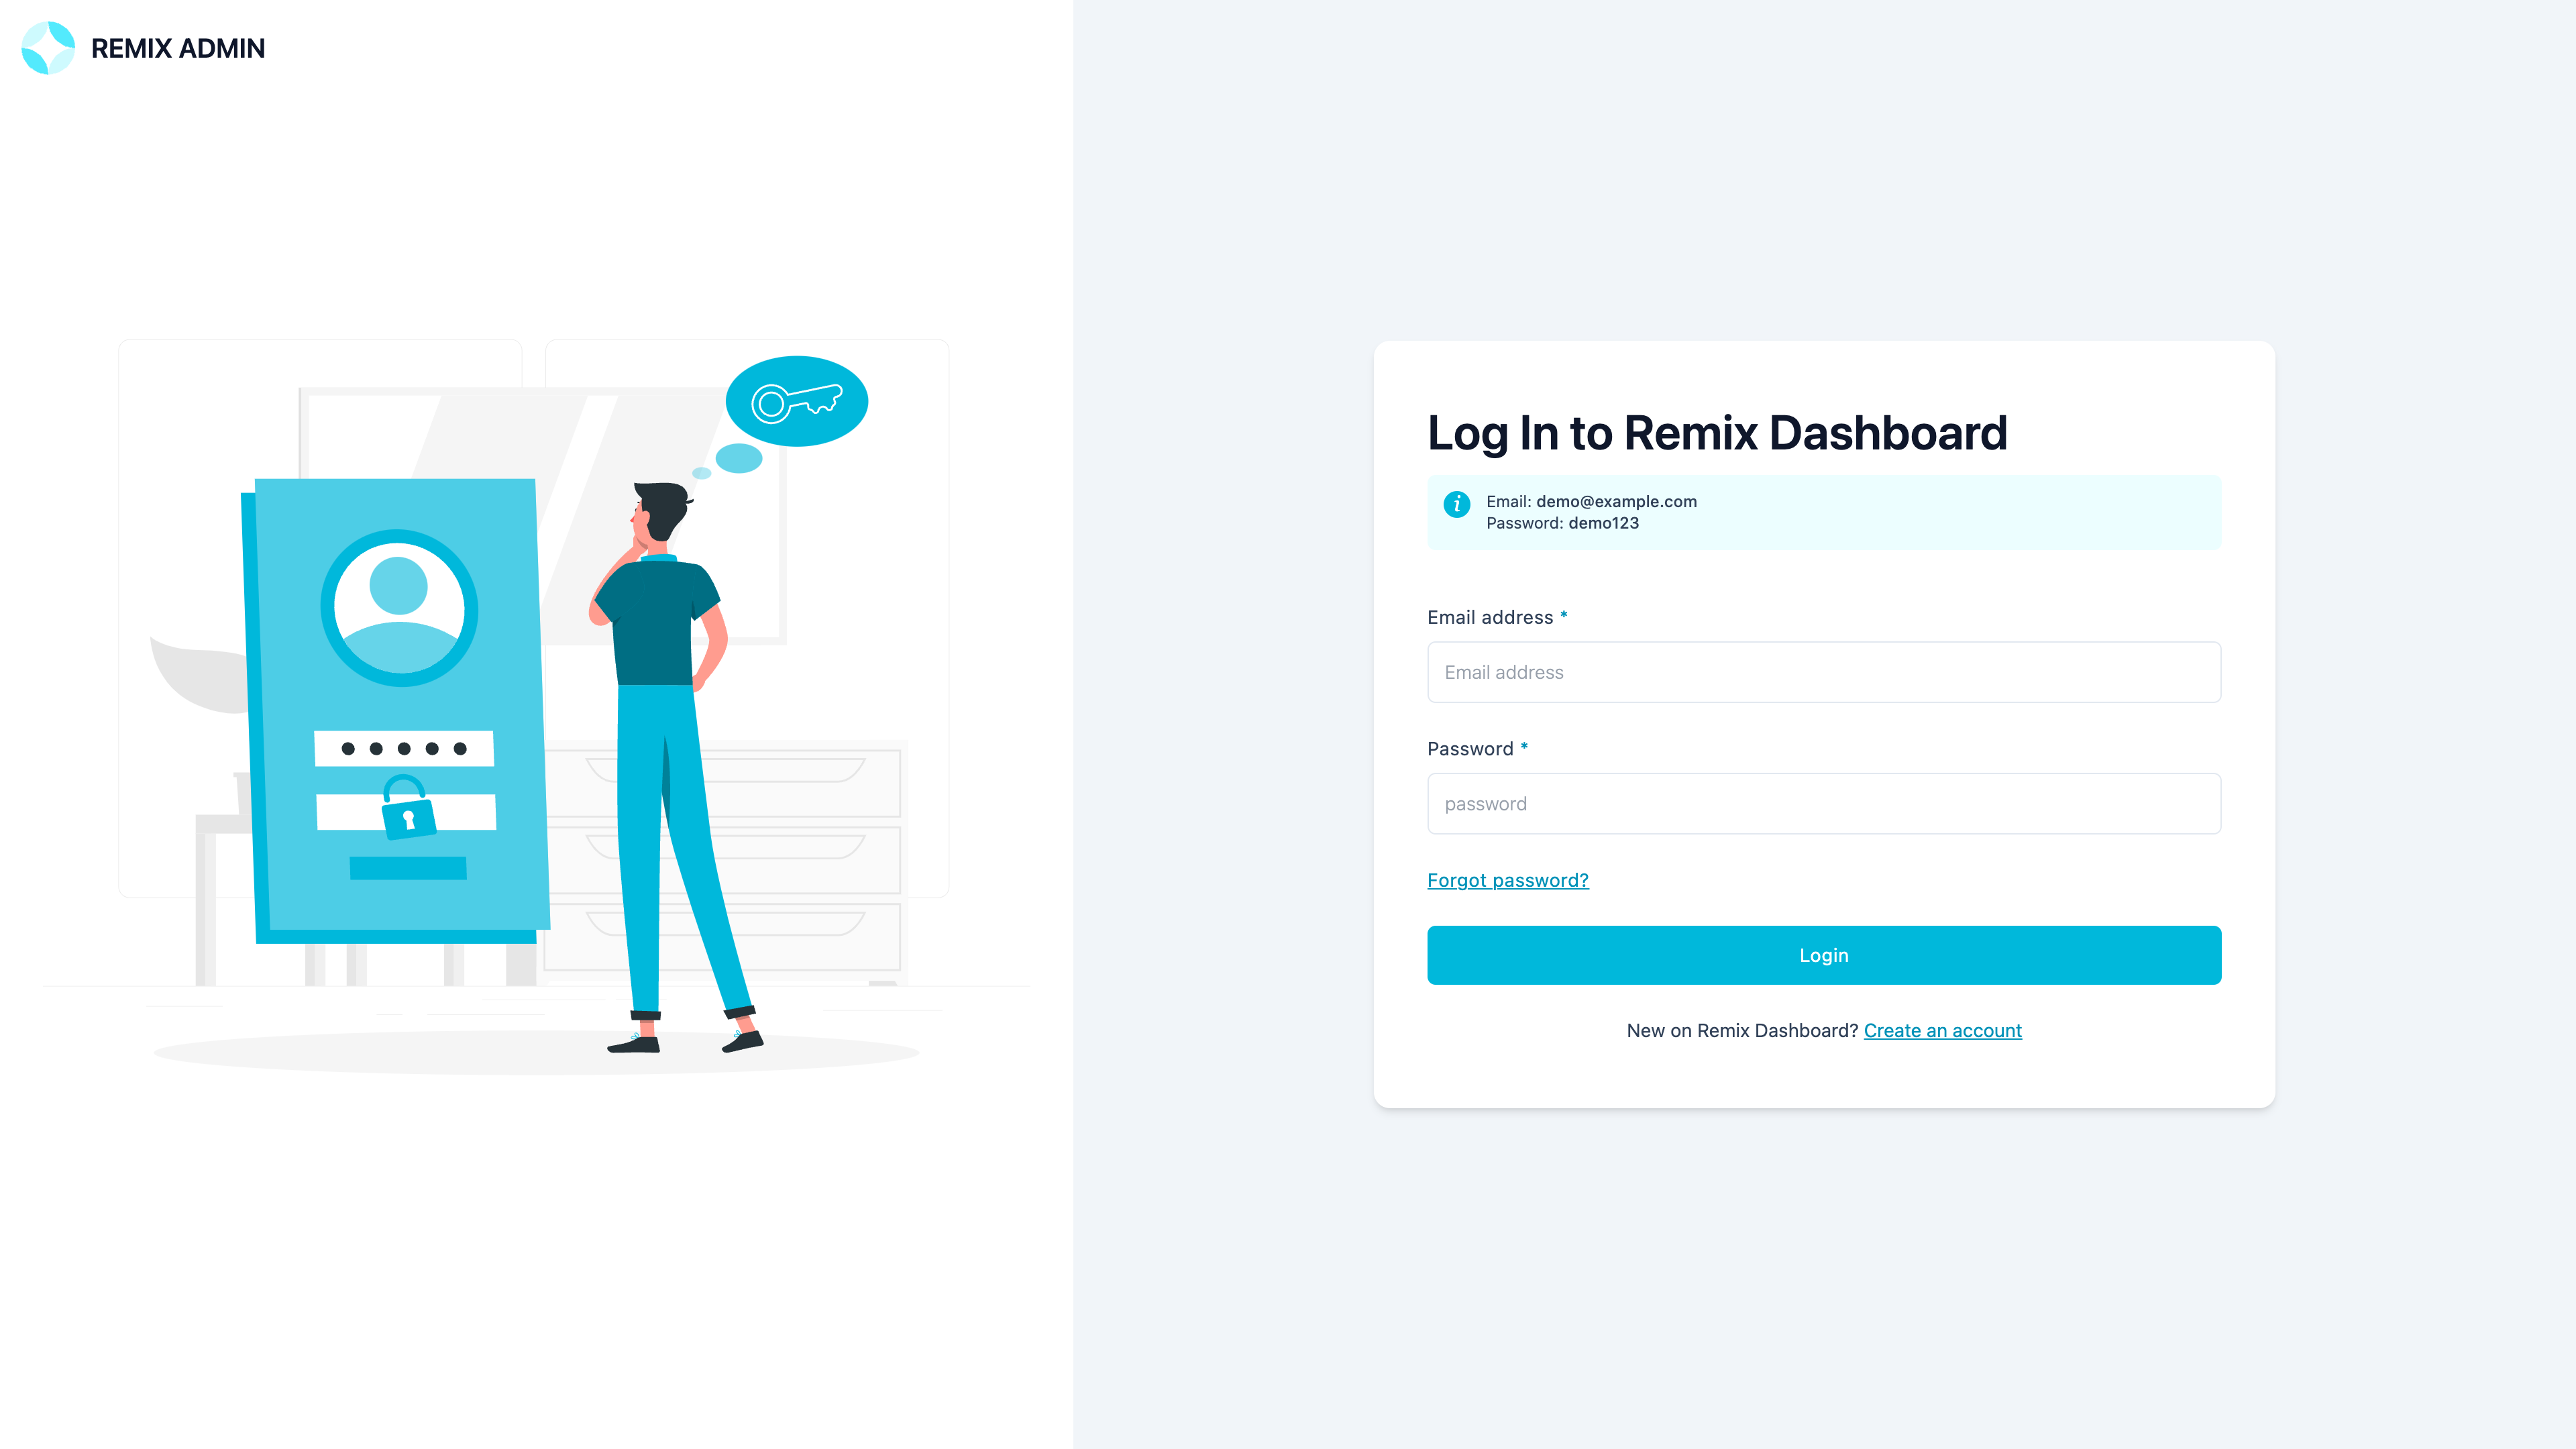 REMIX ADMIN
Log In to Remix Dashboard
Email: demo@example.com
Password: demo123
Email address *
Email address
Password *
password
Forgot password?
Login
New on Remix Dashboard? Create an account